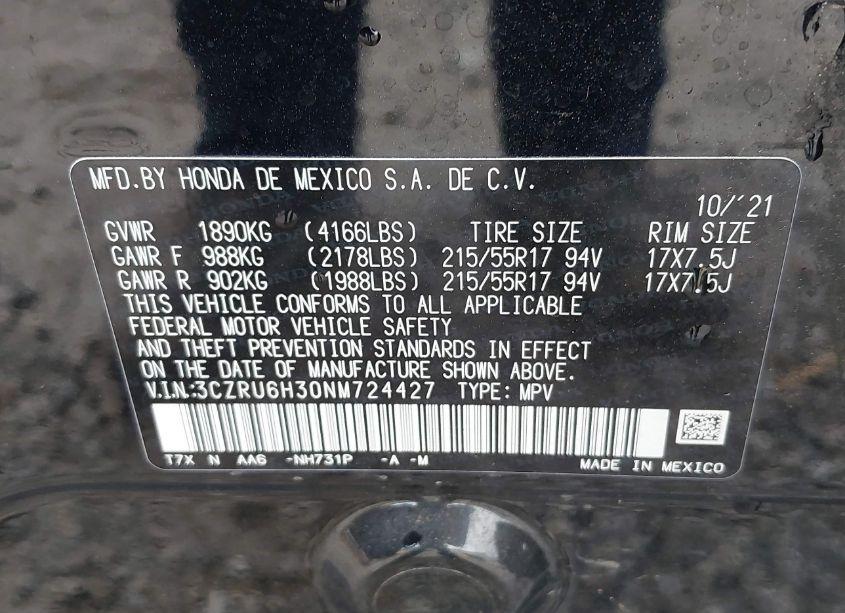 MFD.BY HONDA DE MEXICO S.A. DE C.V.
10/'21
GVWR 1890KG (4166LBS) TIRE SIZE RIM SIZE
GAWR F 988KG (2178LBS) 215/55R17 94V 17X7.5J
GAWR R 902KG (1988LBS) 215/55R17 94V 17X7.5J
THIS VEHICLE CONFORMS TO ALL APPLICABLE
FEDERAL MOTOR VEHICLE SAFETY
AND THEFT PREVENTION STANDARDS IN EFFECT
ON THE DATE OF MANUFACTURE SHOWN ABOVE.
V.I.N.:3CZRU6H30NM724427 TYPE: MPV
T7X N AA6 -NH731P -A -M
MADE IN MEXICO